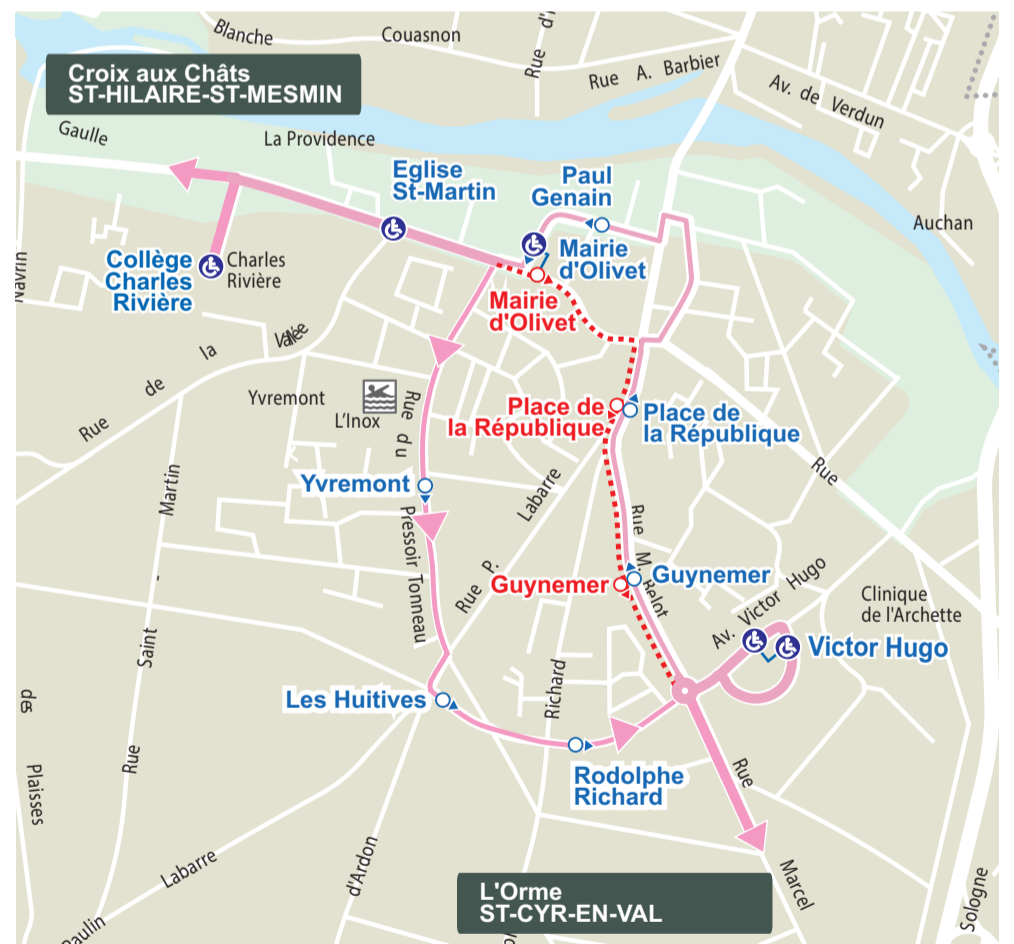 Blanche
Couasnon
Rue d'
Rue A. Barbier
Av. de Verdun
Croix aux Châts
ST-HILAIRE-ST-MESMIN
Gaulle
La Providence
Eglise
St-Martin
Paul
Genain
Auchan
Collège
Charles
Rivière
Charles
Rivière
Mairie
d'Olivet
Mairie
d'Olivet
Navrin
Rue de la Vallée
Yvremont
L'Inox
Rue du Pressoir Tonneau
Place de
la République
Place de
la République
Rue
Martin
Yvremont
Labarre
Rue P.
Rue M. Belot
Guynemer
Guynemer
Av. Victor Hugo
Clinique
de l'Archette
Victor Hugo
Saint
Les Huitives
Richard
des
Plaisses
Rue
Rodolphe
Richard
Rue
Marcel
Labarre
d'Ardon
L'Orme
ST-CYR-EN-VAL
Sologne